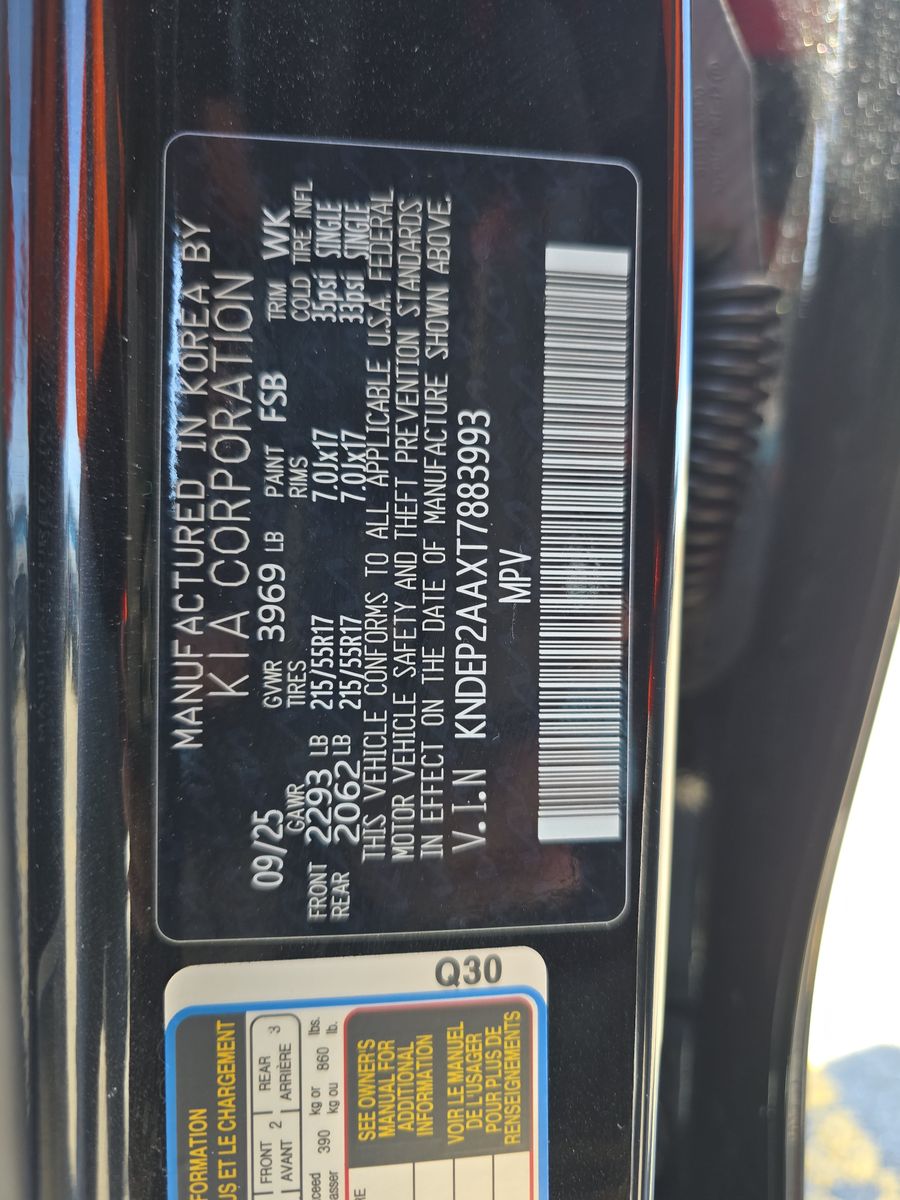 MANUFACTURED IN KOREA BY
KIA CORPORATION
09/25 GVWR 3969 LB PAINT FSB TRIM WK
GAWR TIRES RIMS COLD TIRE INFL
FRONT 2293 LB 215/55R17 7.0Jx17 35psi SINGLE
REAR 2062 LB 215/55R17 7.0Jx17 33psi SINGLE
THIS VEHICLE CONFORMS TO ALL APPLICABLE U.S.A. FEDERAL
MOTOR VEHICLE SAFETY AND THEFT PREVENTION STANDARDS
IN EFFECT ON THE DATE OF MANUFACTURE SHOWN ABOVE.
V.I.N KNDEP2AAXT7883993
MPV
Q30
US ET LE CHARGEMENT
FRONT 2 REAR 3
AVANT ARRIÈRE
390 kg or 860 lbs.
kg ou lb.
SEE OWNER'S
MANUAL FOR
ADDITIONAL
INFORMATION
VOIR LE MANUEL
DE L'USAGER
POUR PLUS DE
RENSEIGNEMENTS